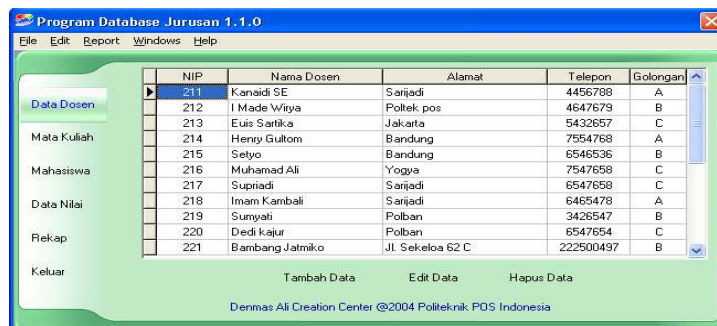 Program Database Jurusan 1.1.0
File Edit Report Windows Help
NIP Nama Dosen Alamat Telepon Golongan
211 Kanaidi SE Sarijadi 4456788 A
Data Dosen
212 I Made Wirya Poltek pos 4647679 B
213 Euis Sartika Jakarta 5432657 C
Mata Kuliah
214 Henry Gultom Bandung 7554768 A
215 Setyo Bandung 6546536 B
Mahasiswa
216 Muhamad Ali Yogya 7547658 C
217 Supriadi Sarijadi 6547658 C
Data Nilai
218 Imam Kambali Sarijadi 6465478 A
219 Sumyati Polban 3426547 B
Rekap
220 Dedi kajur Polban 6547654 C
221 Bambang Jatmiko Jl. Sekeloa 62 C 222500497 B
Keluar
Tambah Data Edit Data Hapus Data
Denmas Ali Creation Center @2004 Politeknik POS Indonesia